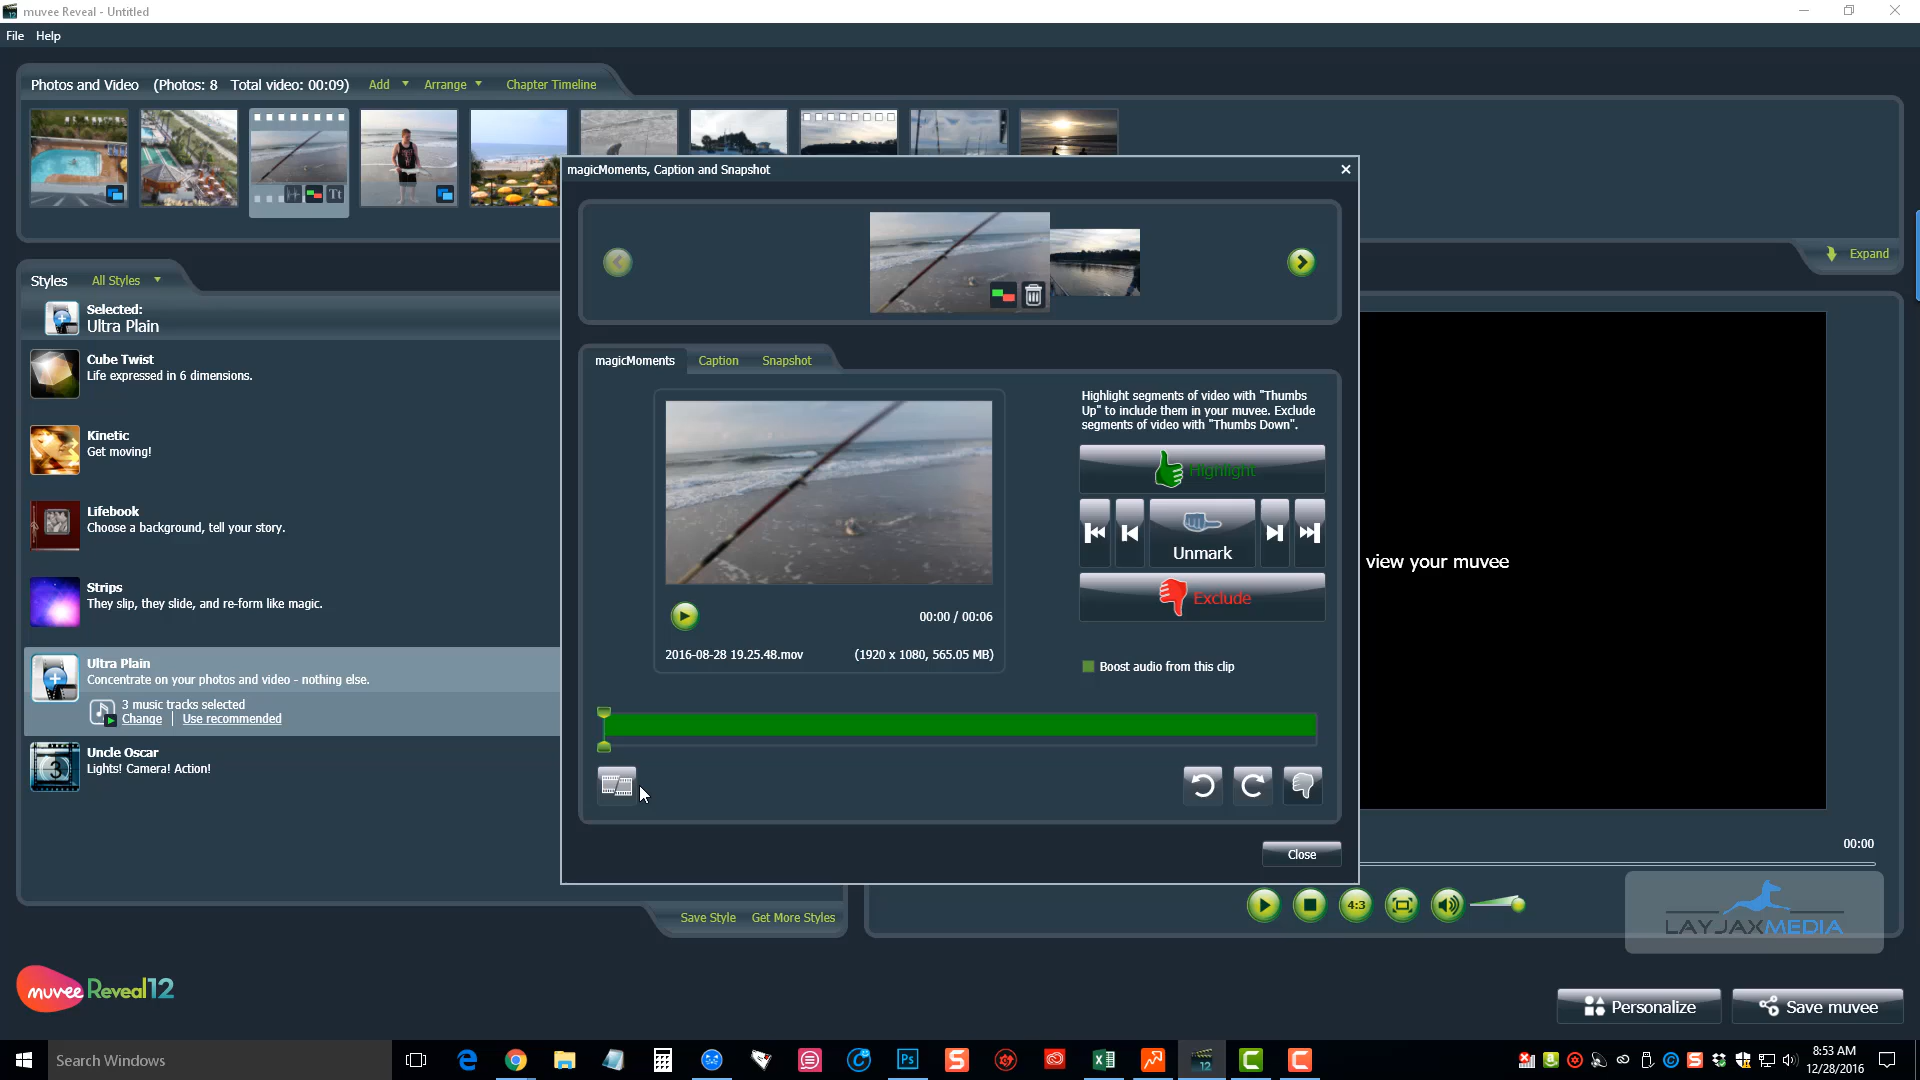 muvee Reveal - Untitled
File Help
Photos and Video (Photos: 8 Total video: 00:09) Add Arrange Chapter Timeline
Tt
magicMoments, Caption and Snapshot
Expand
Styles All Styles
Selected:
Ultra Plain
Cube Twist
Life expressed in 6 dimensions.
Kinetic
Get moving!
Lifebook
Choose a background, tell your story.
Strips
They slip, they slide, and re-form like magic.
Ultra Plain
Concentrate on your photos and video - nothing else.
3 music tracks selected
Change | Use recommended
Uncle Oscar
Lights! Camera! Action!
Save Style Get More Styles
magicMoments Caption Snapshot
Highlight segments of video with "Thumbs
Up" to include them in your muvee. Exclude
segments of video with "Thumbs Down".
Highlight
Unmark
Exclude
00:00 / 00:06
2016-08-28 19.25.48.mov (1920 x 1080, 565.05 MB)
Boost audio from this clip
Close
view your muvee
00:00
4:3
LAYJAXMEDIA
muvee Reveal12
Personalize Save muvee
Search Windows
Ps
12
8:53 AM
12/28/2016